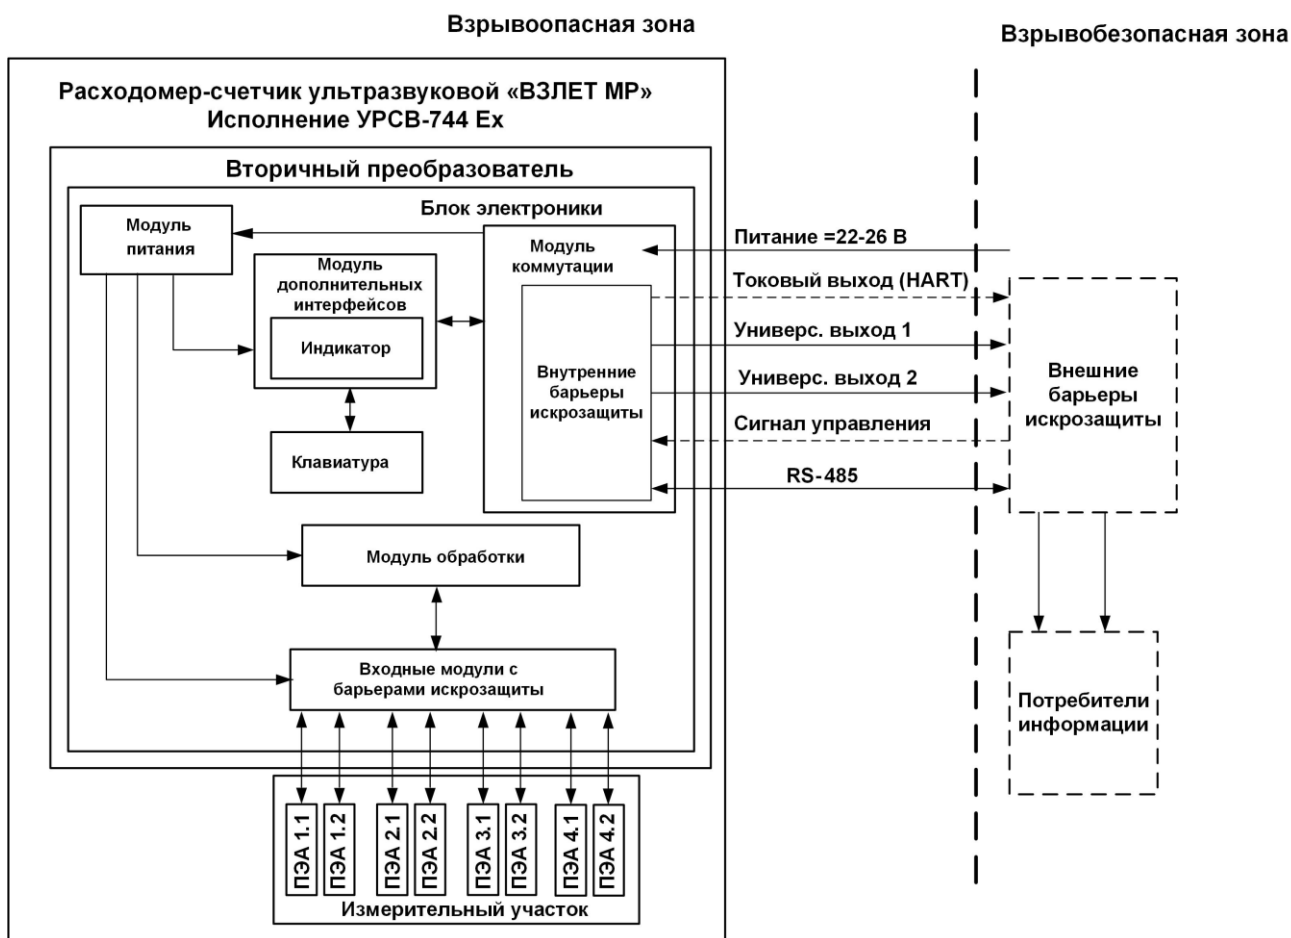 Взрывоопасная зона
Взрывобезопасная зона
Расходомер-счетчик ультразвуковой «ВЗЛЕТ МР»
Исполнение УРСВ-744 Ex
Вторичный преобразователь
Блок электроники
Модуль
питания
Модуль
дополнительных
интерфейсов
Индикатор
Клавиатура
Модуль
коммутации
Внутренние
барьеры
искрозащиты
Питание =22-26 В
Токовый выход (HART)
Универс. выход 1
Универс. выход 2
Сигнал управления
RS-485
Внешние
барьеры
искрозащиты
Модуль обработки
Входные модули с
барьерами искрозащиты
Потребители
информации
ПЭА 1.1
ПЭА 1.2
ПЭА 2.1
ПЭА 2.2
ПЭА 3.1
ПЭА 3.2
ПЭА 4.1
ПЭА 4.2
Измерительный участок